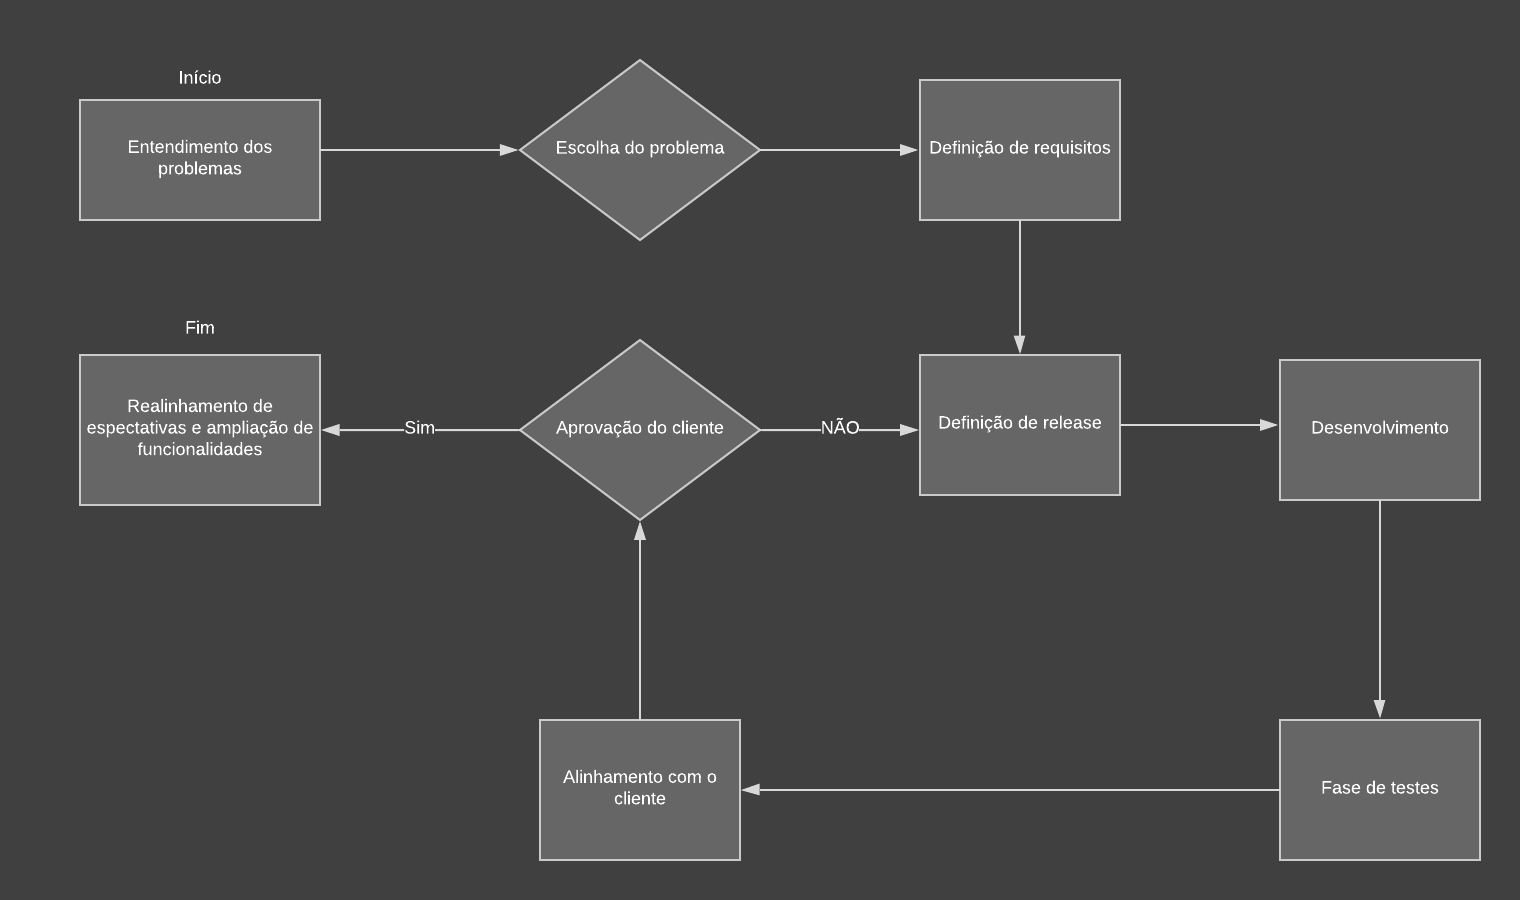 Início
Entendimento dos
problemas
Escolha do problema
Definição de requisitos
Fim
Realinhamento de
espectativas e ampliação de
funcionalidades
Sim
Aprovação do cliente
NÃO
Definição de release
Desenvolvimento
Alinhamento com o
cliente
Fase de testes